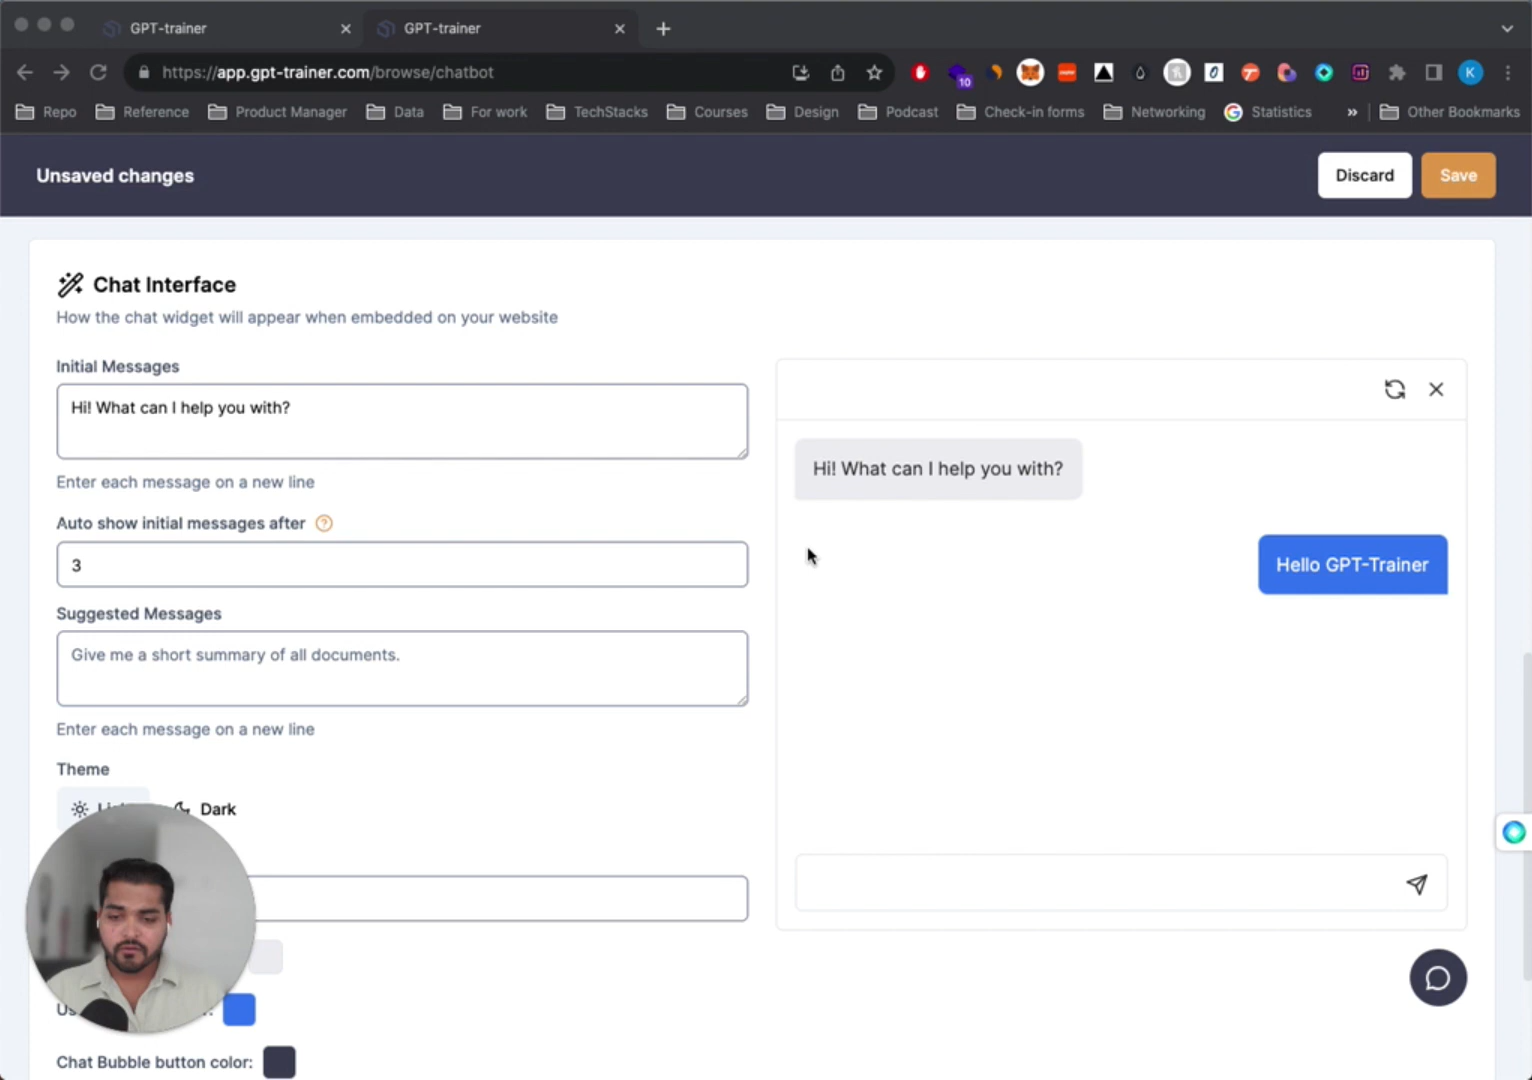 GPT-trainer
GPT-trainer
https://app.gpt-trainer.com/browse/chatbot
10
K
Repo
Reference
Product Manager
Data
For work
TechStacks
Courses
Design
Podcast
Check-in forms
Networking
Statistics
Other Bookmarks
Unsaved changes
Discard
Save
Chat Interface
How the chat widget will appear when embedded on your website
Initial Messages
Hi! What can I help you with?
Enter each message on a new line
Auto show initial messages after
3
Suggested Messages
Give me a short summary of all documents.
Enter each message on a new line
Theme
Dark
Chat Bubble button color:
Hi! What can I help you with?
Hello GPT-Trainer